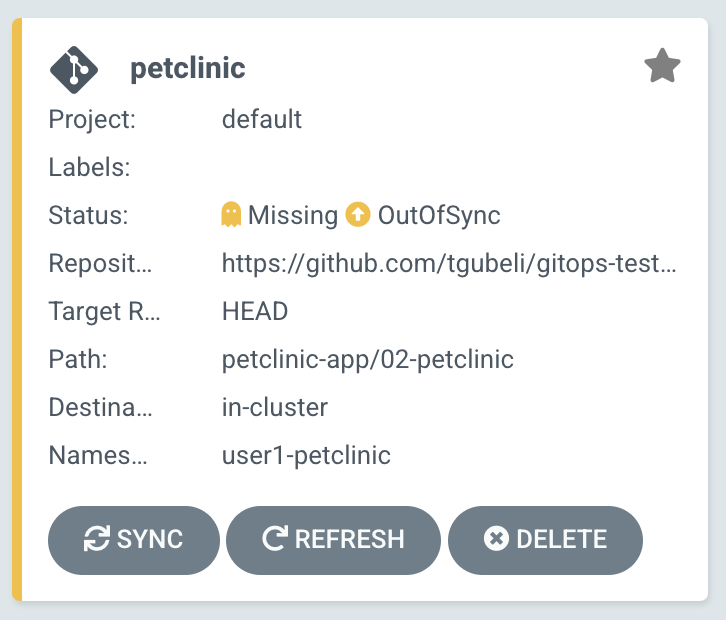 petclinic
Project: default
Labels:
Status: Missing OutOfSync
Reposit... https://github.com/tgubeli/gitops-test...
Target R... HEAD
Path: petclinic-app/02-petclinic
Destina... in-cluster
Names... user1-petclinic
SYNC REFRESH DELETE